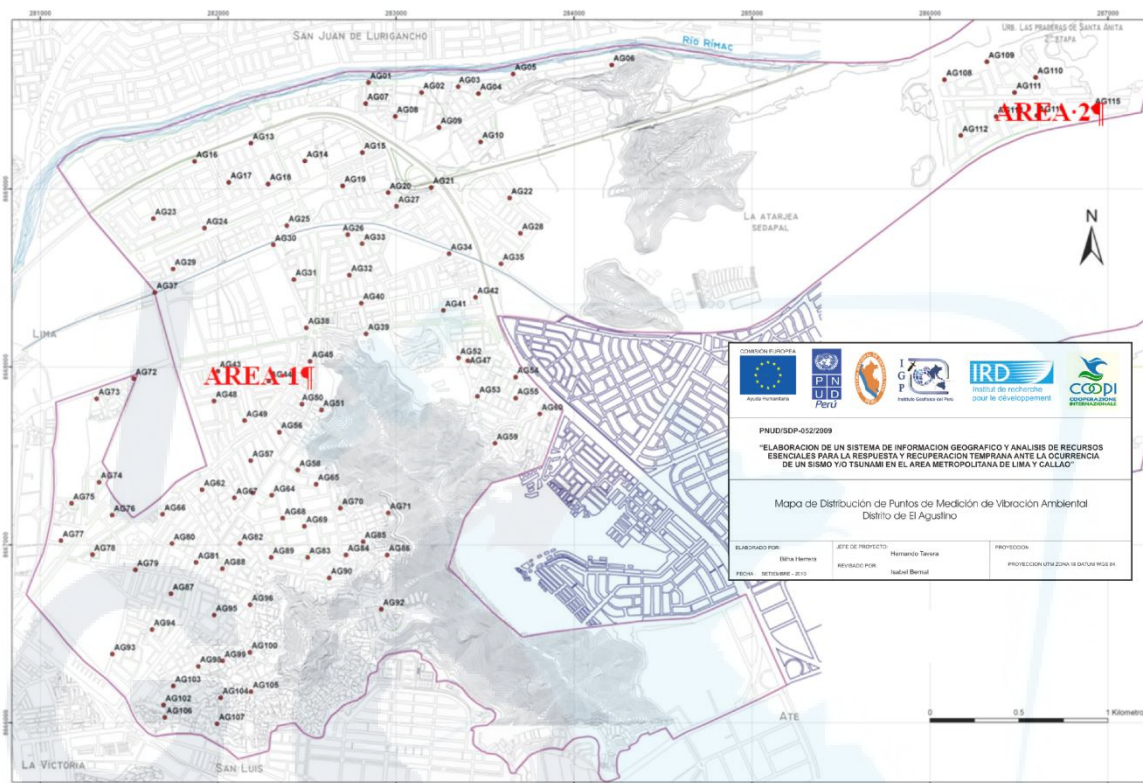 281000 282000 283000 284000 285000 286000 287000
SAN JUAN DE LURIGANCHO
RÍO RÍMAC
URB. LAS PRADERAS DE SANTA ANITA
2° ETAPA
AG05
AG06
AG109
AG01
AG02
AG03
AG04
AG108
AG110
AG07
AG111
AG08
AG115
AREA·2¶
AG09
AG112
AG10
AG13
AG15
AG14
AG16
AG17
AG18
AG19
AG20
AG21
AG22
AG27
AG23
AG24
AG25
AG26
AG28
LA ATARJEA
SEDAPAL
N
AG30
AG33
AG34
AG35
AG29
AG32
AG31
AG37
AG42
AG40
AG41
LIMA
AG38
AG39
AG52
AG47
AG45
AG43
AG44
AREA·1¶
AG72
AG54
AG73
AG48
AG50
AG51
AG53
AG55
AG60
AG49
AG56
AG59
AG57
AG58
AG74
AG65
AG62
AG67
AG64
AG75
AG76
AG66
AG68
AG70
AG71
AG69
AG77
AG80
AG82
AG85
AG78
AG81
AG88
AG89
AG83
AG84
AG86
AG79
AG90
AG87
AG95
AG96
AG92
AG94
AG93
AG98
AG99
AG100
AG103
AG102
AG104
AG105
AG106
AG107
LA VICTORIA
SAN LUIS
ATE
0 0.5 1 Kilometro
COMISIÓN EUROPEA
Ayuda Humanitaria
PNUD
Perú
IGP
Instituto Geofísico del Perú
IRD
Institut de recherche
pour le développement
COOPI
COOPERAZIONE
INTERNAZIONALE
PNUD/SDP-052/2009
"ELABORACION DE UN SISTEMA DE INFORMACION GEOGRAFICO Y ANALISIS DE RECURSOS
ESENCIALES PARA LA RESPUESTA Y RECUPERACION TEMPRANA ANTE LA OCURRENCIA
DE UN SISMO Y/O TSUNAMI EN EL AREA METROPOLITANA DE LIMA Y CALLAO"
Mapa de Distribución de Puntos de Medición de Vibración Ambiental
Distrito de El Agustino
ELABORADO POR:
Bilha Herrera
FECHA: SETIEMBRE - 2010
JEFE DE PROYECTO: Hernando Tavera
REVISADO POR: Isabel Bernal
PROYECCION
PROYECCION UTM ZONA 18 DATUM WGS 84